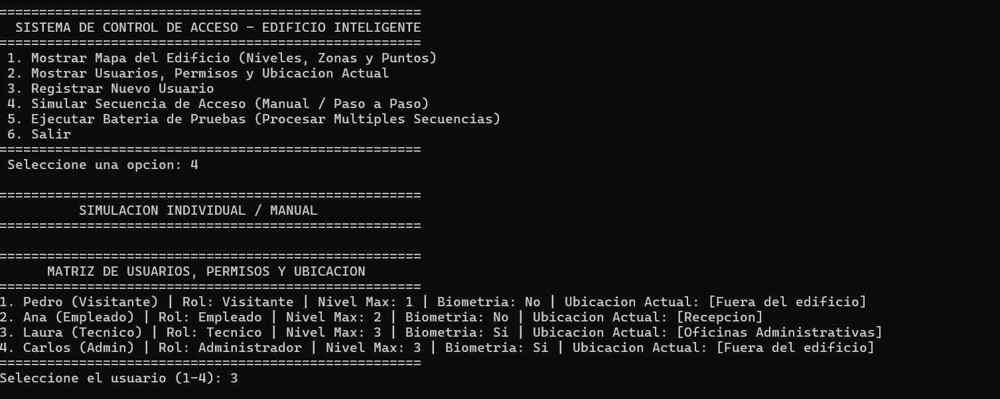 =====================================================
  SISTEMA DE CONTROL DE ACCESO - EDIFICIO INTELIGENTE
=====================================================
 1. Mostrar Mapa del Edificio (Niveles, Zonas y Puntos)
 2. Mostrar Usuarios, Permisos y Ubicacion Actual
 3. Registrar Nuevo Usuario
 4. Simular Secuencia de Acceso (Manual / Paso a Paso)
 5. Ejecutar Bateria de Pruebas (Procesar Multiples Secuencias)
 6. Salir
=====================================================
 Seleccione una opcion: 4

=====================================================
          SIMULACION INDIVIDUAL / MANUAL
=====================================================

=====================================================
      MATRIZ DE USUARIOS, PERMISOS Y UBICACION
=====================================================
1. Pedro (Visitante) | Rol: Visitante | Nivel Max: 1 | Biometria: No | Ubicacion Actual: [Fuera del edificio]
2. Ana (Empleado) | Rol: Empleado | Nivel Max: 2 | Biometria: No | Ubicacion Actual: [Recepcion]
3. Laura (Tecnico) | Rol: Tecnico | Nivel Max: 3 | Biometria: Si | Ubicacion Actual: [Oficinas Administrativas]
4. Carlos (Admin) | Rol: Administrador | Nivel Max: 3 | Biometria: Si | Ubicacion Actual: [Fuera del edificio]
=====================================================
Seleccione el usuario (1-4): 3